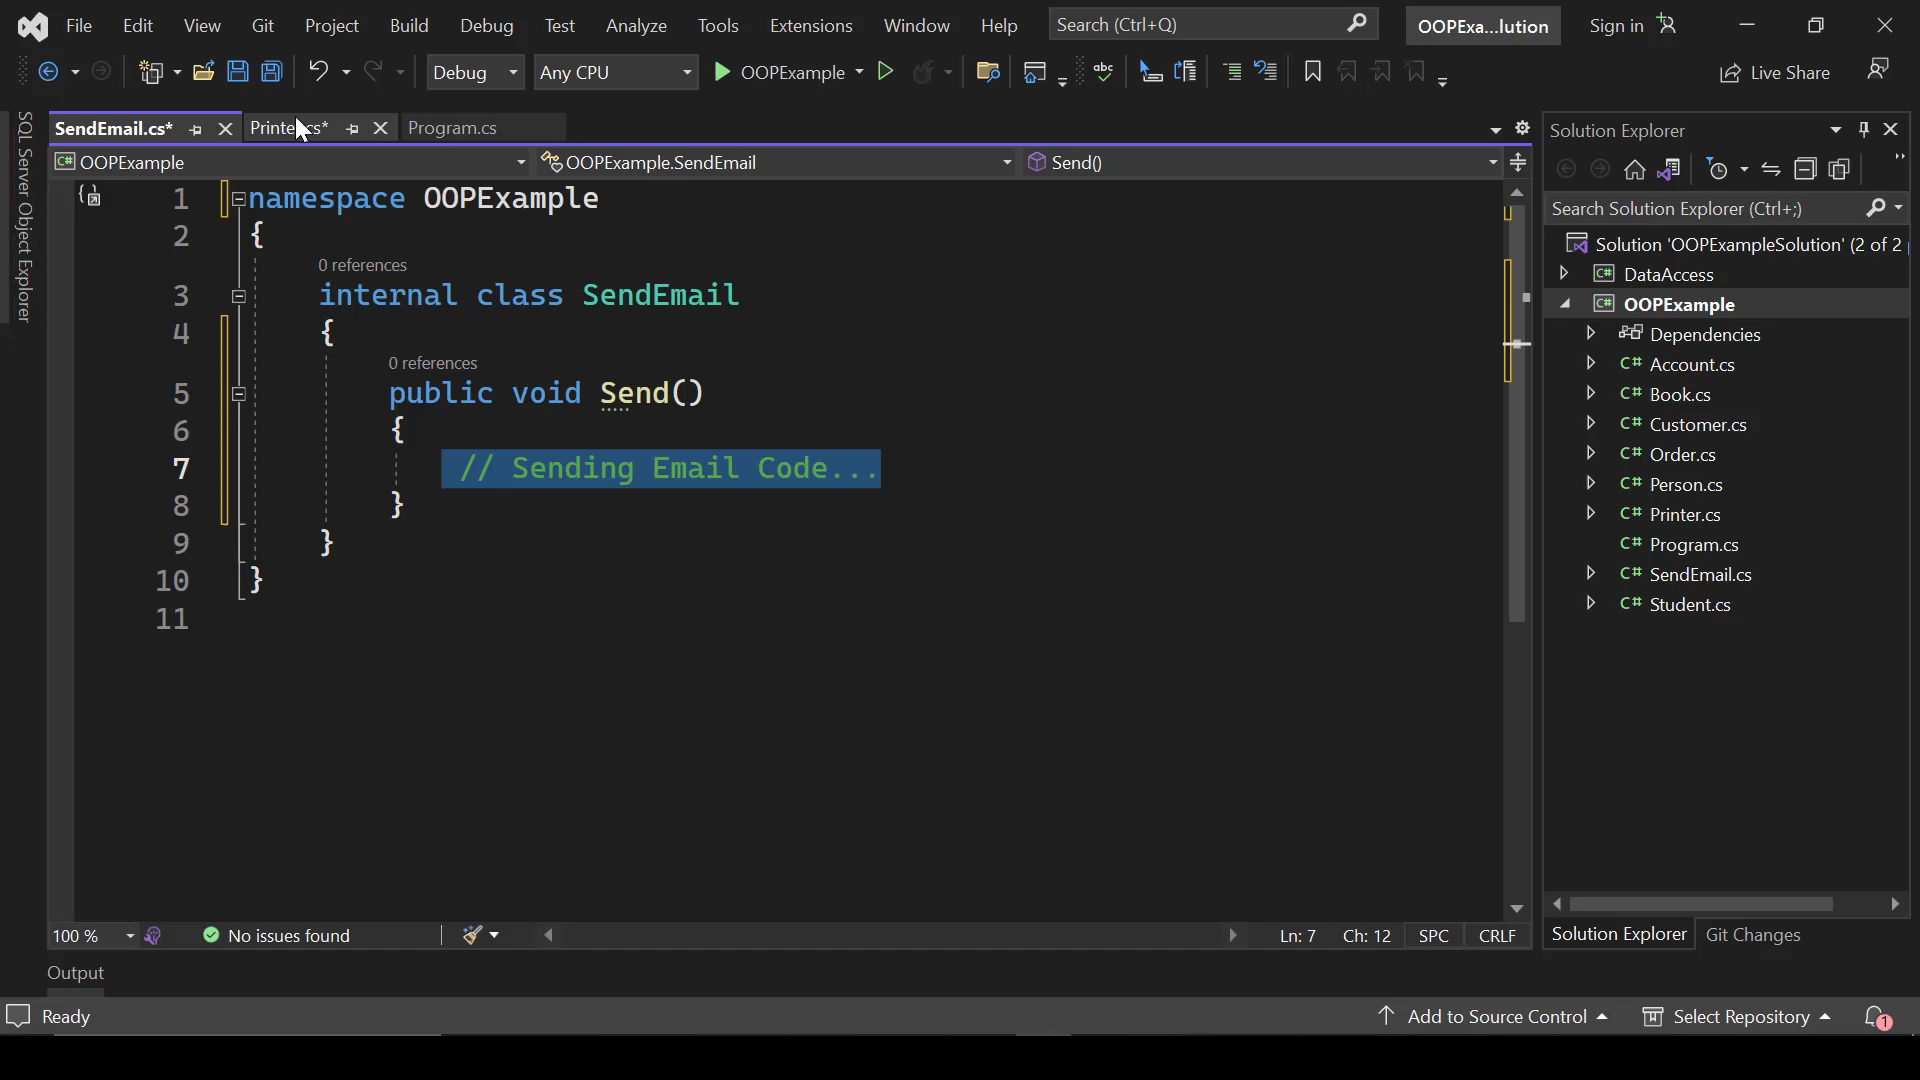 File Edit View Git Project Build Debug Test Analyze Tools Extensions Window Help Search (Ctrl+Q) OOPExa...lution Sign in
Debug Any CPU OOPExample abc Live Share
SQL Server Object Explorer
SendEmail.cs* .cs* Program.cs
OOPExample OOPExample.SendEmail Send()
1 namespace OOPExample
2 {
0 references
3 internal class SendEmail
4 {
0 references
5 public void Send()
6 {
7 // Sending Email Code...
8 }
9 }
10 }
11
100 % No issues found Ln: 7 Ch: 12 SPC CRLF
Solution Explorer
Search Solution Explorer (Ctrl+;)
Solution 'OOPExampleSolution' (2 of 2
C# DataAccess
C# OOPExample
Dependencies
C# Account.cs
C# Book.cs
C# Customer.cs
C# Order.cs
C# Person.cs
C# Printer.cs
C# Program.cs
C# SendEmail.cs
C# Student.cs
Solution Explorer Git Changes
Output
Ready Add to Source Control Select Repository 1